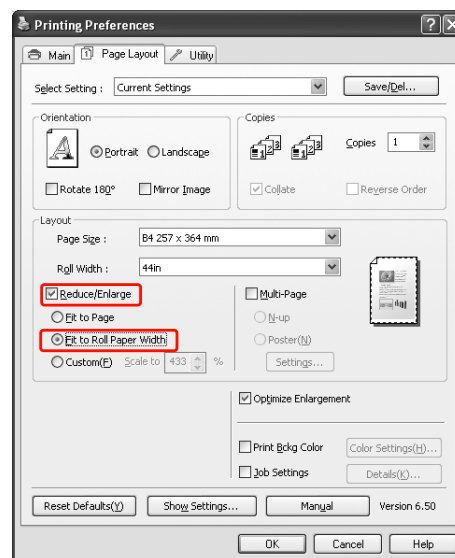 Printing Preferences
Main Page Layout Utility
Select Setting : Current Settings Save/Del...
Orientation
Portrait Landscape
Rotate 180° Mirror Image
Copies
Copies 1
Collate Reverse Order
Layout
Page Size : B4 257 x 364 mm
Roll Width : 44in
Reduce/Enlarge
Fit to Page
Fit to Roll Paper Width
Custom(F) Scale to 433 %
Multi-Page
N-up
Poster(N)
Settings...
Optimize Enlargement
Print Bckg Color Color Settings(H)...
Job Settings Details(K)...
Reset Defaults(Y) Show Settings... Manual Version 6.50
OK Cancel Help